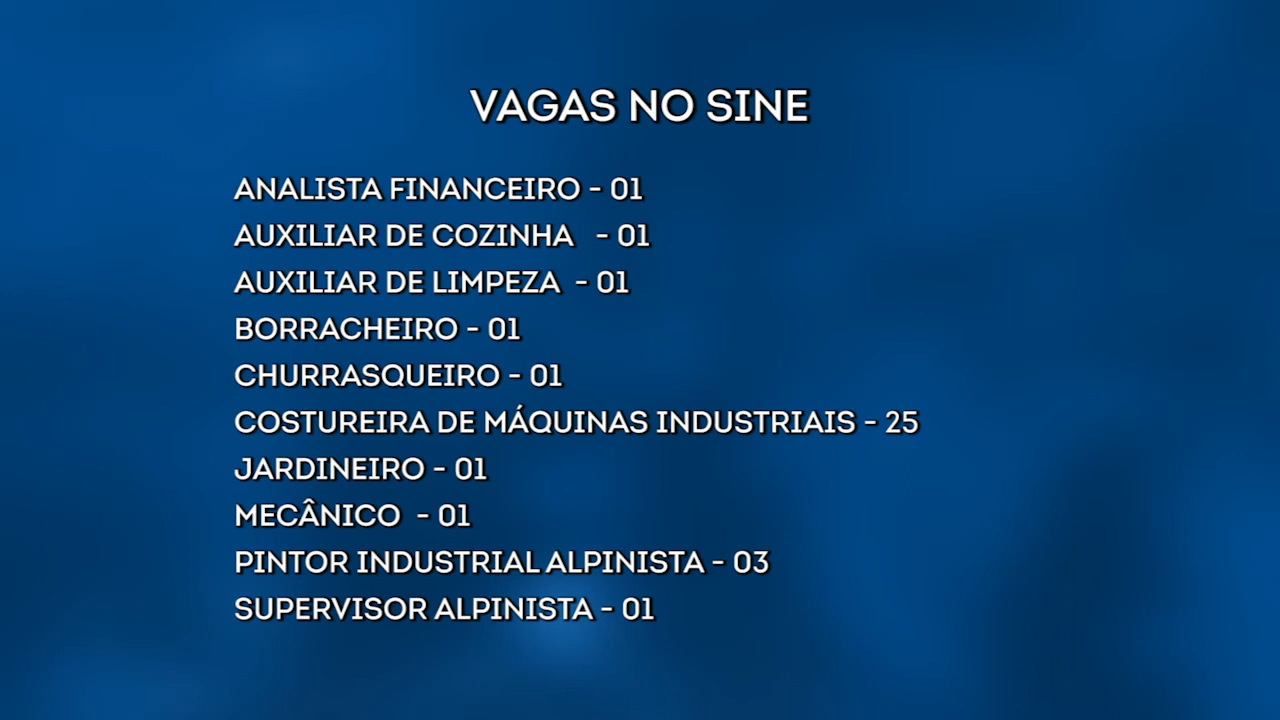 VAGAS NO SINE
ANALISTA FINANCEIRO - 01
AUXILIAR DE COZINHA - 01
AUXILIAR DE LIMPEZA - 01
BORRACHEIRO - 01
CHURRASQUEIRO - 01
COSTUREIRA DE MÁQUINAS INDUSTRIAIS - 25
JARDINEIRO - 01
MECÂNICO - 01
PINTOR INDUSTRIAL ALPINISTA - 03
SUPERVISOR ALPINISTA - 01